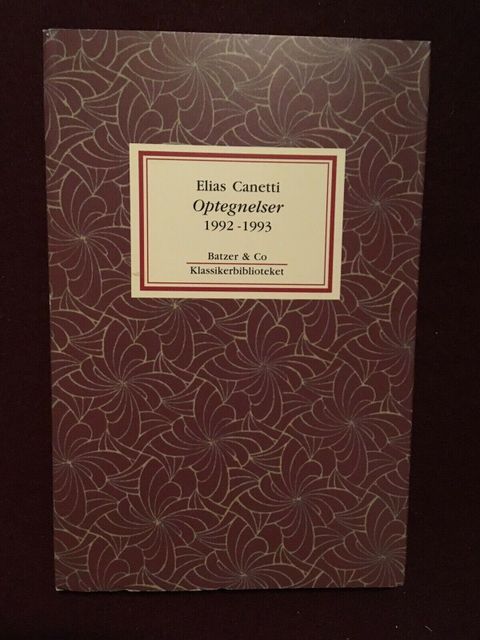 Elias Canetti
Optegnelser
1992 - 1993
Batzer & Co
Klassikerbiblioteket